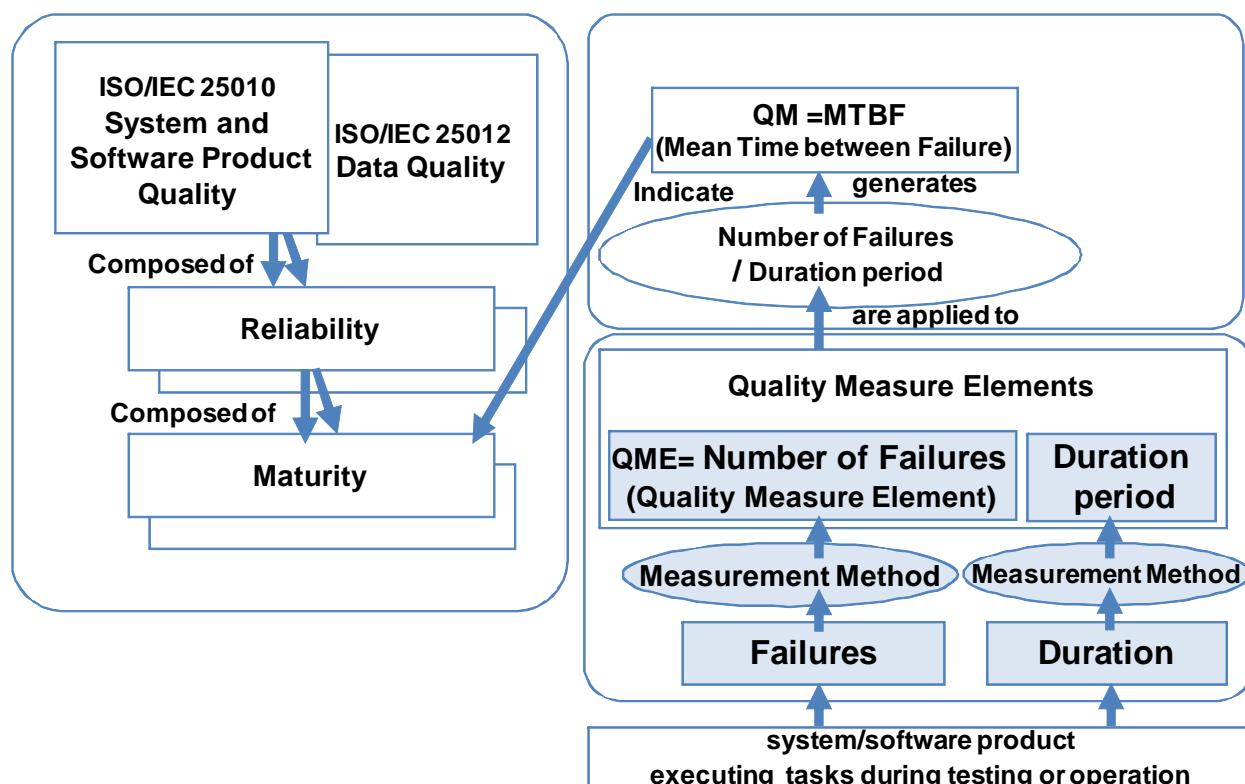 ISO/IEC 25010
System and
Software Product
Quality
ISO/IEC 25012
Data Quality
Composed of
Reliability
Composed of
Maturity
QM =MTBF
(Mean Time between Failure)
Indicate
generates
Number of Failures
/ Duration period
are applied to
Quality Measure Elements
QME= Number of Failures
(Quality Measure Element)
Duration
period
Measurement Method
Measurement Method
Failures
Duration
system/software product
executing tasks during testing or operation